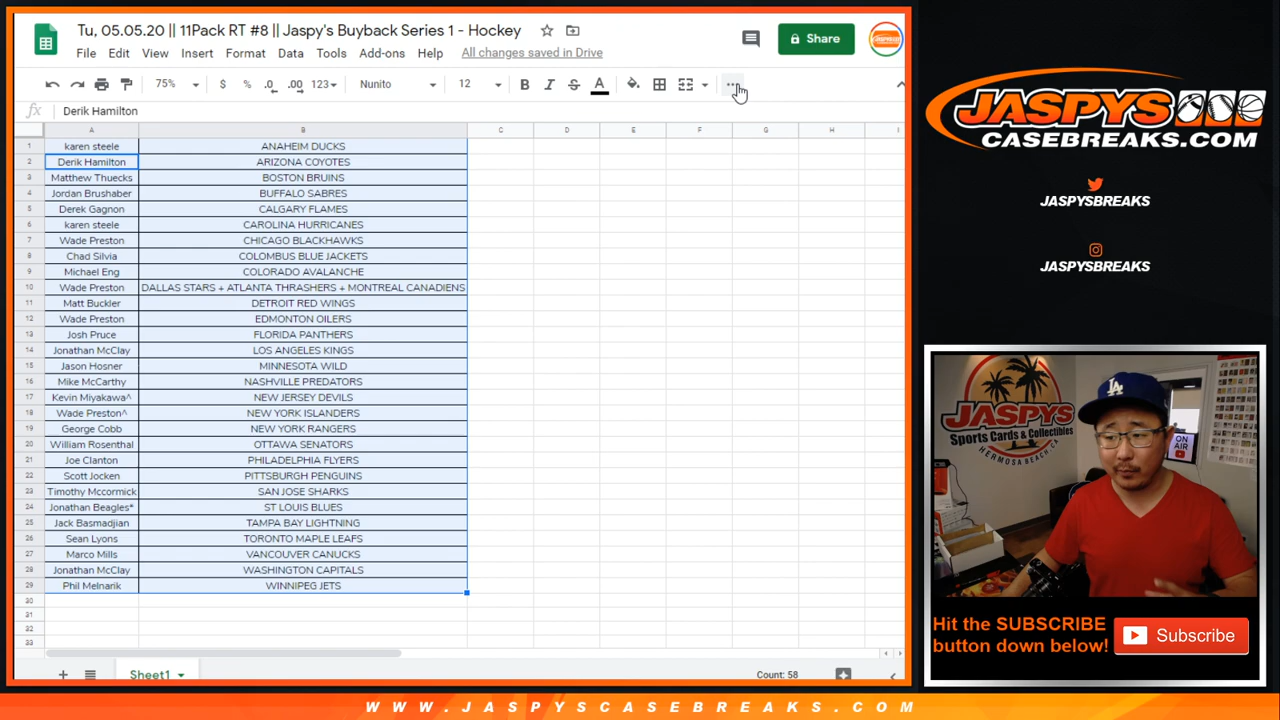 Tu, 05.05.20 || 11Pack RT #8 || Jaspy's Buyback Series 1 - Hockey
File Edit View Insert Format Data Tools Add-ons Help All changes saved in Drive
Share
75% $ % .0 .00 123 Nunito 12 B I S A
fx Derik Hamilton
A B C D E F G H I
1 karen steele ANAHEIM DUCKS
2 Derik Hamilton ARIZONA COYOTES
3 Matthew Thuecks BOSTON BRUINS
4 Jordan Brushaber BUFFALO SABRES
5 Derek Gagnon CALGARY FLAMES
6 karen steele CAROLINA HURRICANES
7 Wade Preston CHICAGO BLACKHAWKS
8 Chad Silvia COLOMBUS BLUE JACKETS
9 Michael Eng COLORADO AVALANCHE
10 Wade Preston DALLAS STARS + ATLANTA THRASHERS + MONTREAL CANADIENS
11 Matt Buckler DETROIT RED WINGS
12 Wade Preston EDMONTON OILERS
13 Josh Pruce FLORIDA PANTHERS
14 Jonathan McClay LOS ANGELES KINGS
15 Jason Hosner MINNESOTA WILD
16 Mike McCarthy NASHVILLE PREDATORS
17 Kevin Miyakawa^ NEW JERSEY DEVILS
18 Wade Preston^ NEW YORK ISLANDERS
19 George Cobb NEW YORK RANGERS
20 William Rosenthal OTTAWA SENATORS
21 Joe Clanton PHILADELPHIA FLYERS
22 Scott Jocken PITTSBURGH PENGUINS
23 Timothy Mccormick SAN JOSE SHARKS
24 Jonathan Beagles* ST LOUIS BLUES
25 Jack Basmadjian TAMPA BAY LIGHTNING
26 Sean Lyons TORONTO MAPLE LEAFS
27 Marco Mills VANCOUVER CANUCKS
28 Jonathan McClay WASHINGTON CAPITALS
29 Phil Melnarik WINNIPEG JETS
30
31
32
33
Sheet1 Count: 58
JASPYS
CASEBREAKS.COM
JASPYSBREAKS
JASPYSBREAKS
JASPYS
Sports Cards & Collectibles
HERMOSA BEACH, CA
LA
ON
AIR
Hit the SUBSCRIBE
button down below!
Subscribe
WWW.JASPYSCASEBREAKS.COM